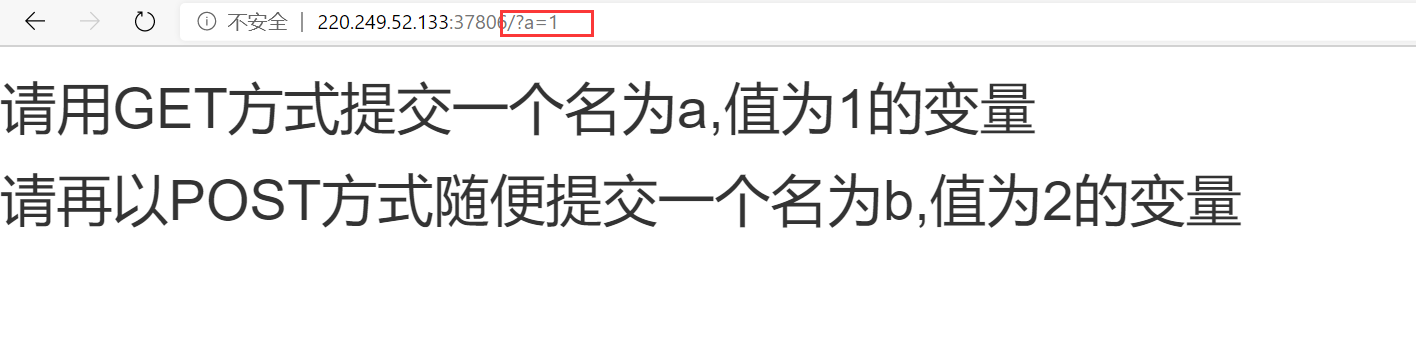 不安全 | 220.249.52.133:37806/?a=1
请用GET方式提交一个名为a,值为1的变量
请再以POST方式随便提交一个名为b,值为2的变量